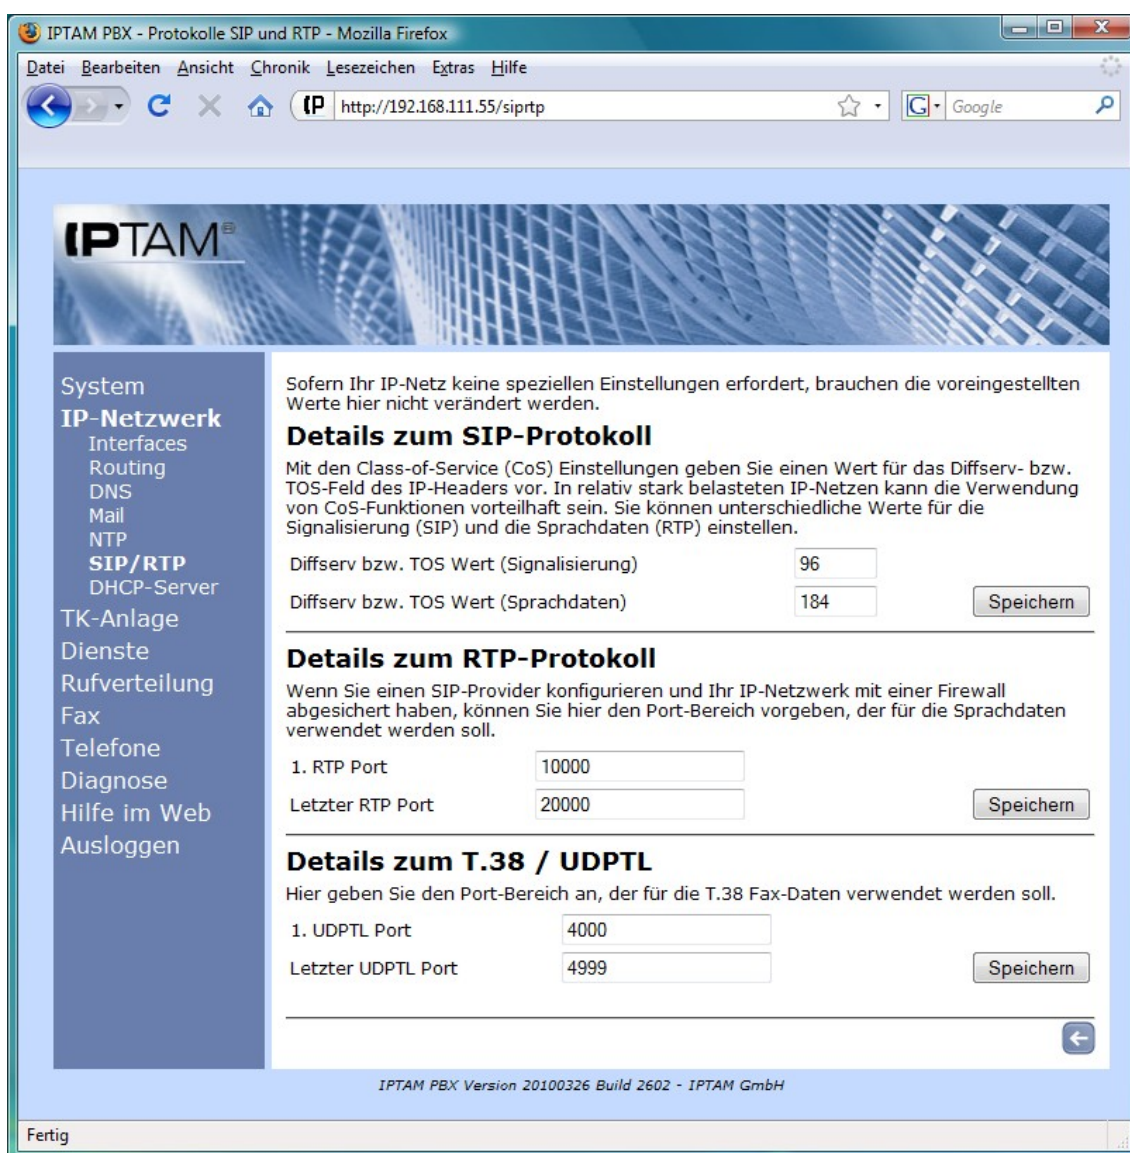 IPTAM PBX - Protokolle SIP und RTP - Mozilla Firefox
Datei Bearbeiten Ansicht Chronik Lesezeichen Extras Hilfe
(P http://192.168.111.55/siprtp G Google
(PTAM®
System
IP-Netzwerk
Interfaces
Routing
DNS
Mail
NTP
SIP/RTP
DHCP-Server
TK-Anlage
Dienste
Rufverteilung
Fax
Telefone
Diagnose
Hilfe im Web
Ausloggen
Sofern Ihr IP-Netz keine speziellen Einstellungen erfordert, brauchen die voreingestellten
Werte hier nicht verändert werden.
Details zum SIP-Protokoll
Mit den Class-of-Service (CoS) Einstellungen geben Sie einen Wert für das Diffserv- bzw.
TOS-Feld des IP-Headers vor. In relativ stark belasteten IP-Netzen kann die Verwendung
von CoS-Funktionen vorteilhaft sein. Sie können unterschiedliche Werte für die
Signalisierung (SIP) und die Sprachdaten (RTP) einstellen.
Diffserv bzw. TOS Wert (Signalisierung) 96
Diffserv bzw. TOS Wert (Sprachdaten) 184 Speichern
Details zum RTP-Protokoll
Wenn Sie einen SIP-Provider konfigurieren und Ihr IP-Netzwerk mit einer Firewall
abgesichert haben, können Sie hier den Port-Bereich vorgeben, der für die Sprachdaten
verwendet werden soll.
1. RTP Port 10000
Letzter RTP Port 20000 Speichern
Details zum T.38 / UDPTL
Hier geben Sie den Port-Bereich an, der für die T.38 Fax-Daten verwendet werden soll.
1. UDPTL Port 4000
Letzter UDPTL Port 4999 Speichern
IPTAM PBX Version 20100326 Build 2602 - IPTAM GmbH
Fertig